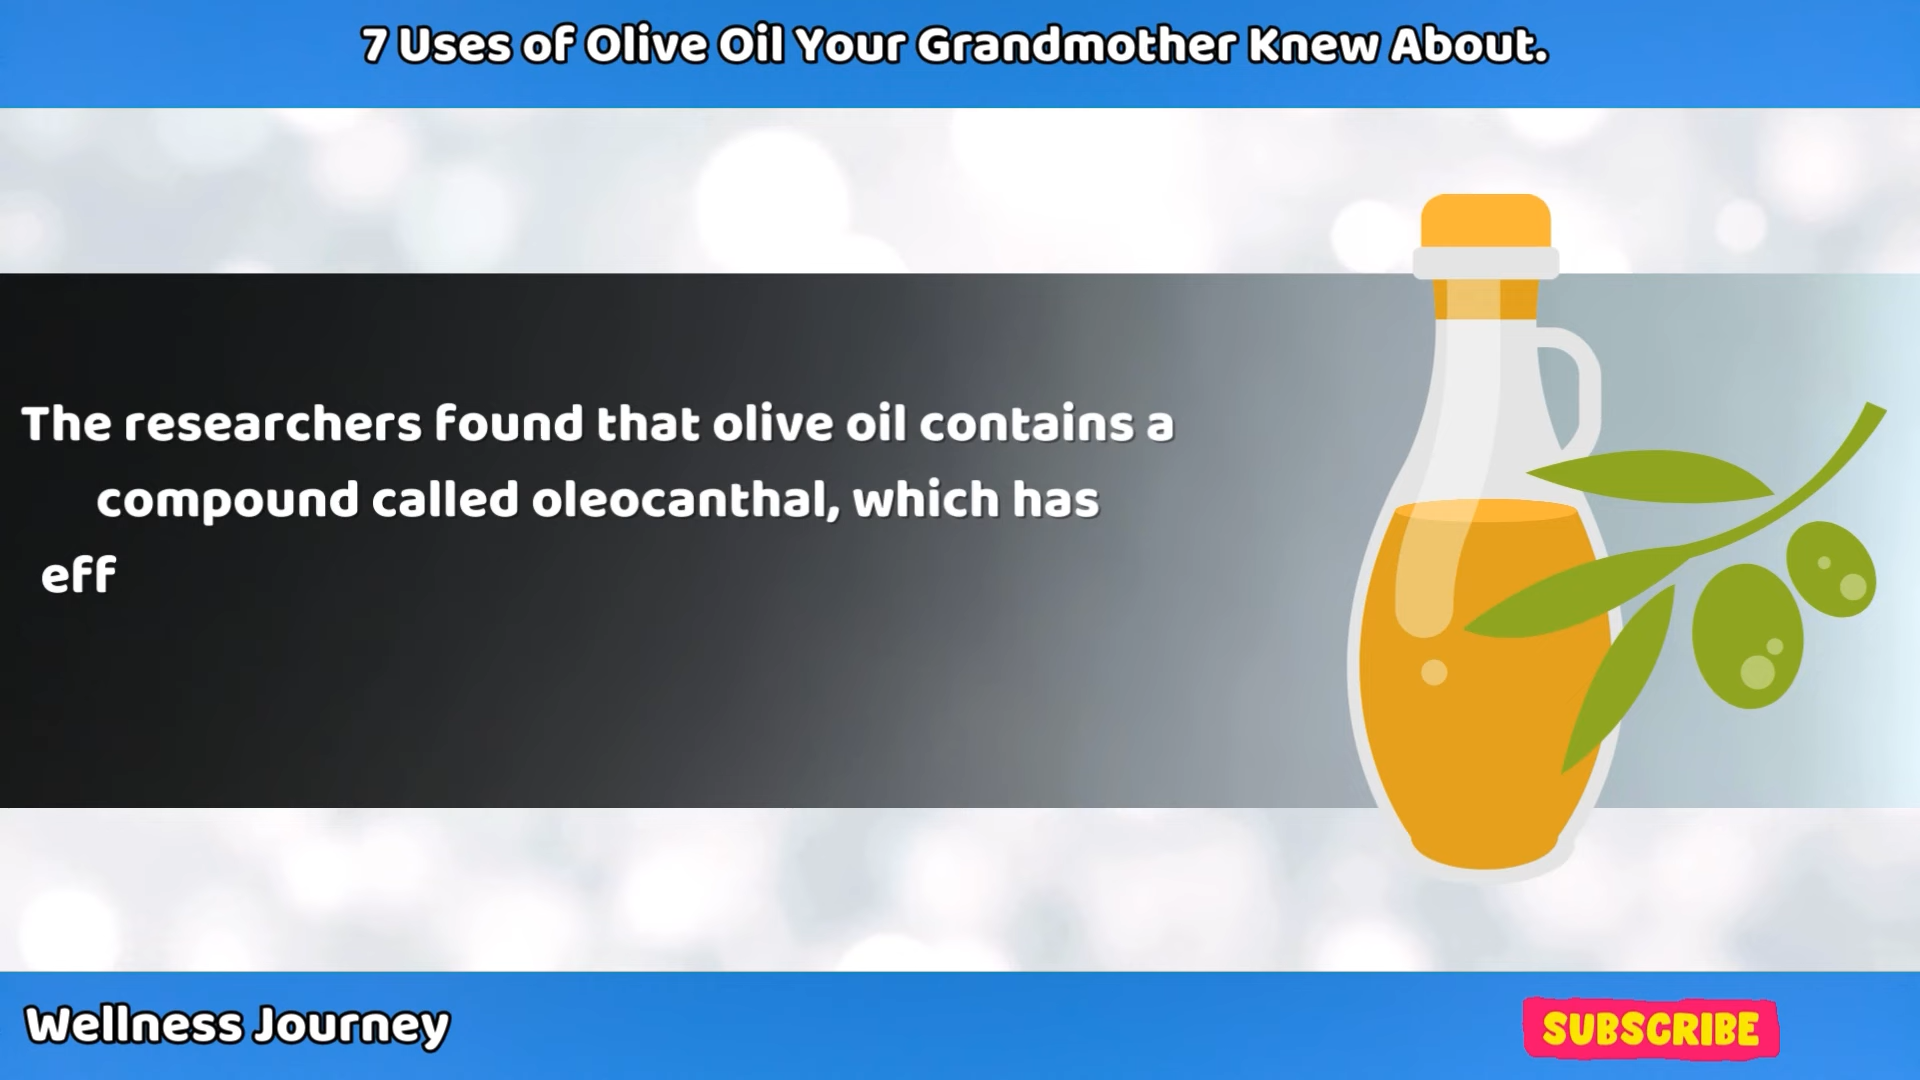 7 Uses of Olive Oil Your Grandmother Knew About.
The researchers found that olive oil contains a
compound called oleocanthal, which has
eff
Wellness Journey
SUBSCRIBE